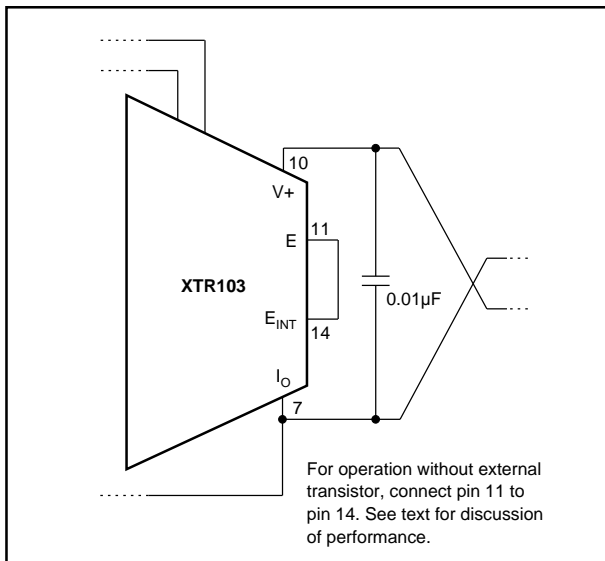 10
V+
11
E
XTR103
0.01µF
E_INT
14
I_O
7
For operation without external
transistor, connect pin 11 to
pin 14. See text for discussion
of performance.